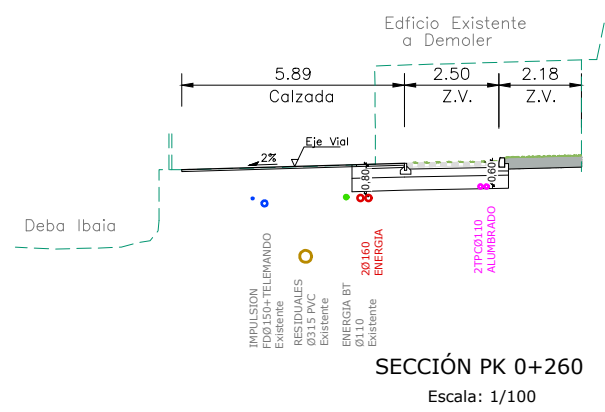 Edficio Existente
a Demoler
5.89
2.50
2.18
Calzada
Z.V.
Z.V.
2%
Eje Vial
0,80
0,60
Deba Ibaia
IMPULSION
FDØ150+TELEMANDO
Existente
RESIDUALES
Ø315 PVC
Existente
ENERGIA BT
Ø110
Existente
2Ø160
ENERGIA
2TPCØ110
ALUMBRADO
SECCIÓN PK 0+260
Escala: 1/100